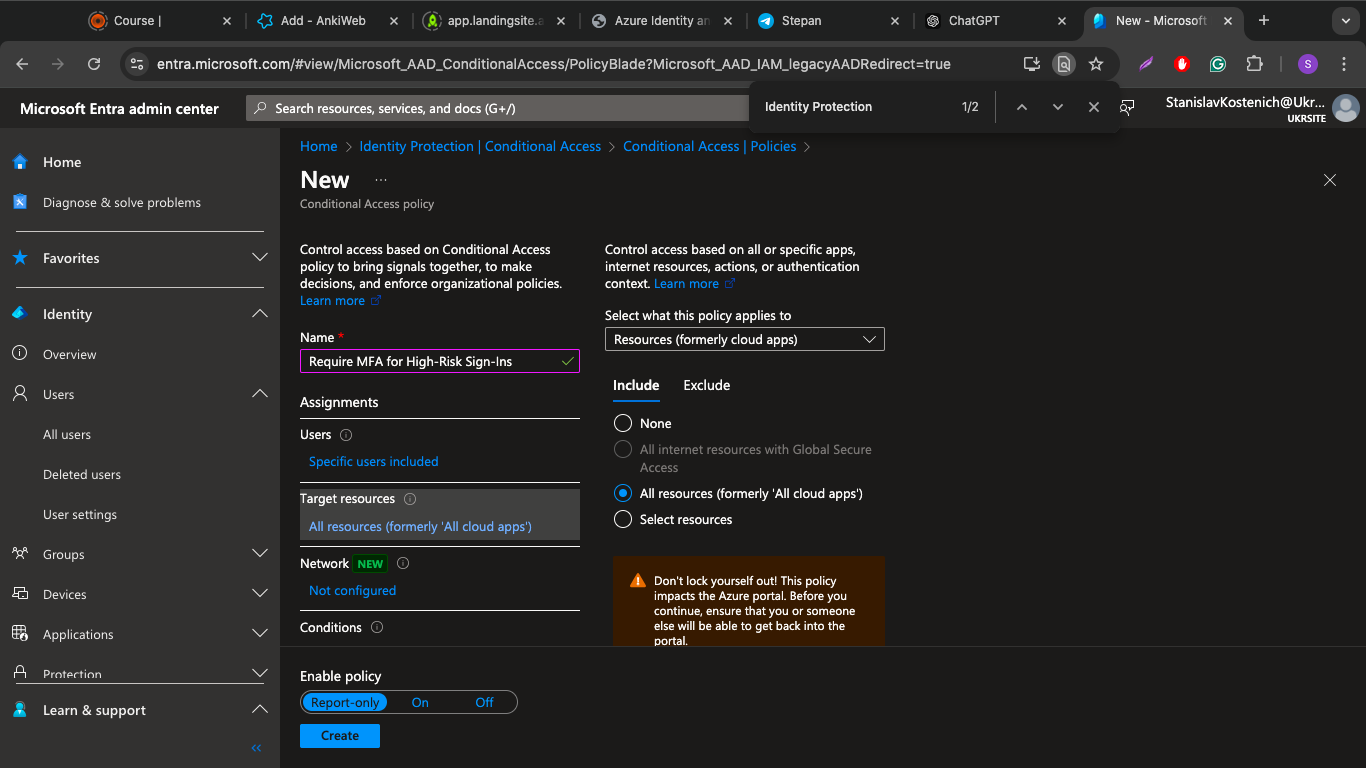 Course |
Add - AnkiWeb
app.landingsite.a
Azure Identity an
Stepan
ChatGPT
New - Microsoft
entra.microsoft.com/#view/Microsoft_AAD_ConditionalAccess/PolicyBlade?Microsoft_AAD_IAM_legacyAADRedirect=true
S
Identity Protection
1/2
Microsoft Entra admin center
Search resources, services, and docs (G+/)
StanislavKostenich@Ukr...
UKRSITE
Home
Diagnose & solve problems
Favorites
Identity
Overview
Users
All users
Deleted users
User settings
Groups
Devices
Applications
Protection
Learn & support
Home > Identity Protection | Conditional Access > Conditional Access | Policies >
New
...
Conditional Access policy
Control access based on Conditional Access
policy to bring signals together, to make
decisions, and enforce organizational policies.
Learn more
Name *
Require MFA for High-Risk Sign-Ins
Assignments
Users
Specific users included
Target resources
All resources (formerly 'All cloud apps')
Network NEW
Not configured
Conditions
Control access based on all or specific apps,
internet resources, actions, or authentication
context. Learn more
Select what this policy applies to
Resources (formerly cloud apps)
Include
Exclude
None
All internet resources with Global Secure
Access
All resources (formerly 'All cloud apps')
Select resources
Don't lock yourself out! This policy
impacts the Azure portal. Before you
continue, ensure that you or someone
else will be able to get back into the
portal.
Enable policy
Report-only
On
Off
Create